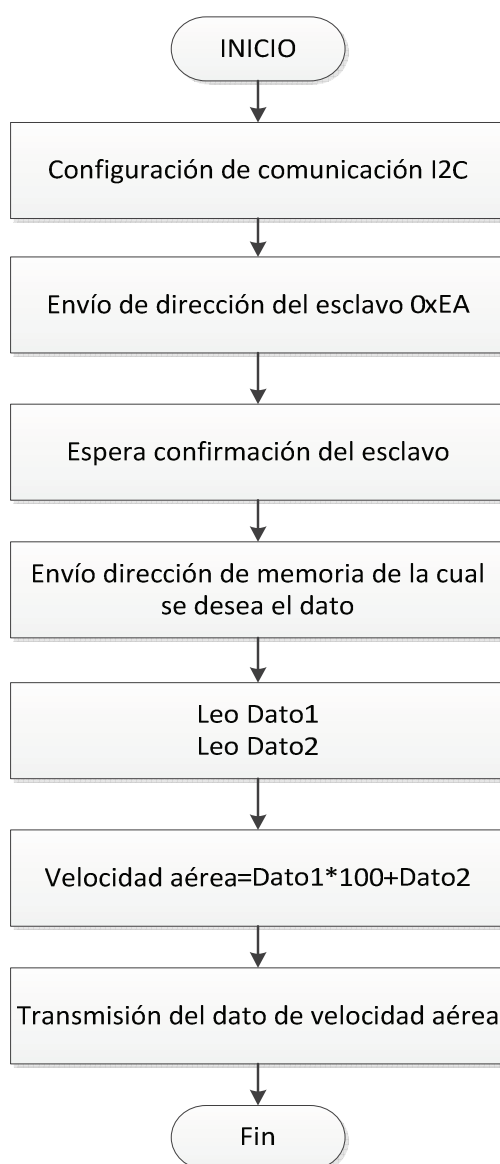 INICIO
Configuración de comunicación I2C
Envío de dirección del esclavo 0xEA
Espera confirmación del esclavo
Envío dirección de memoria de la cual
se desea el dato
Leo Dato1
Leo Dato2
Velocidad aérea=Dato1*100+Dato2
Transmisión del dato de velocidad aérea
Fin